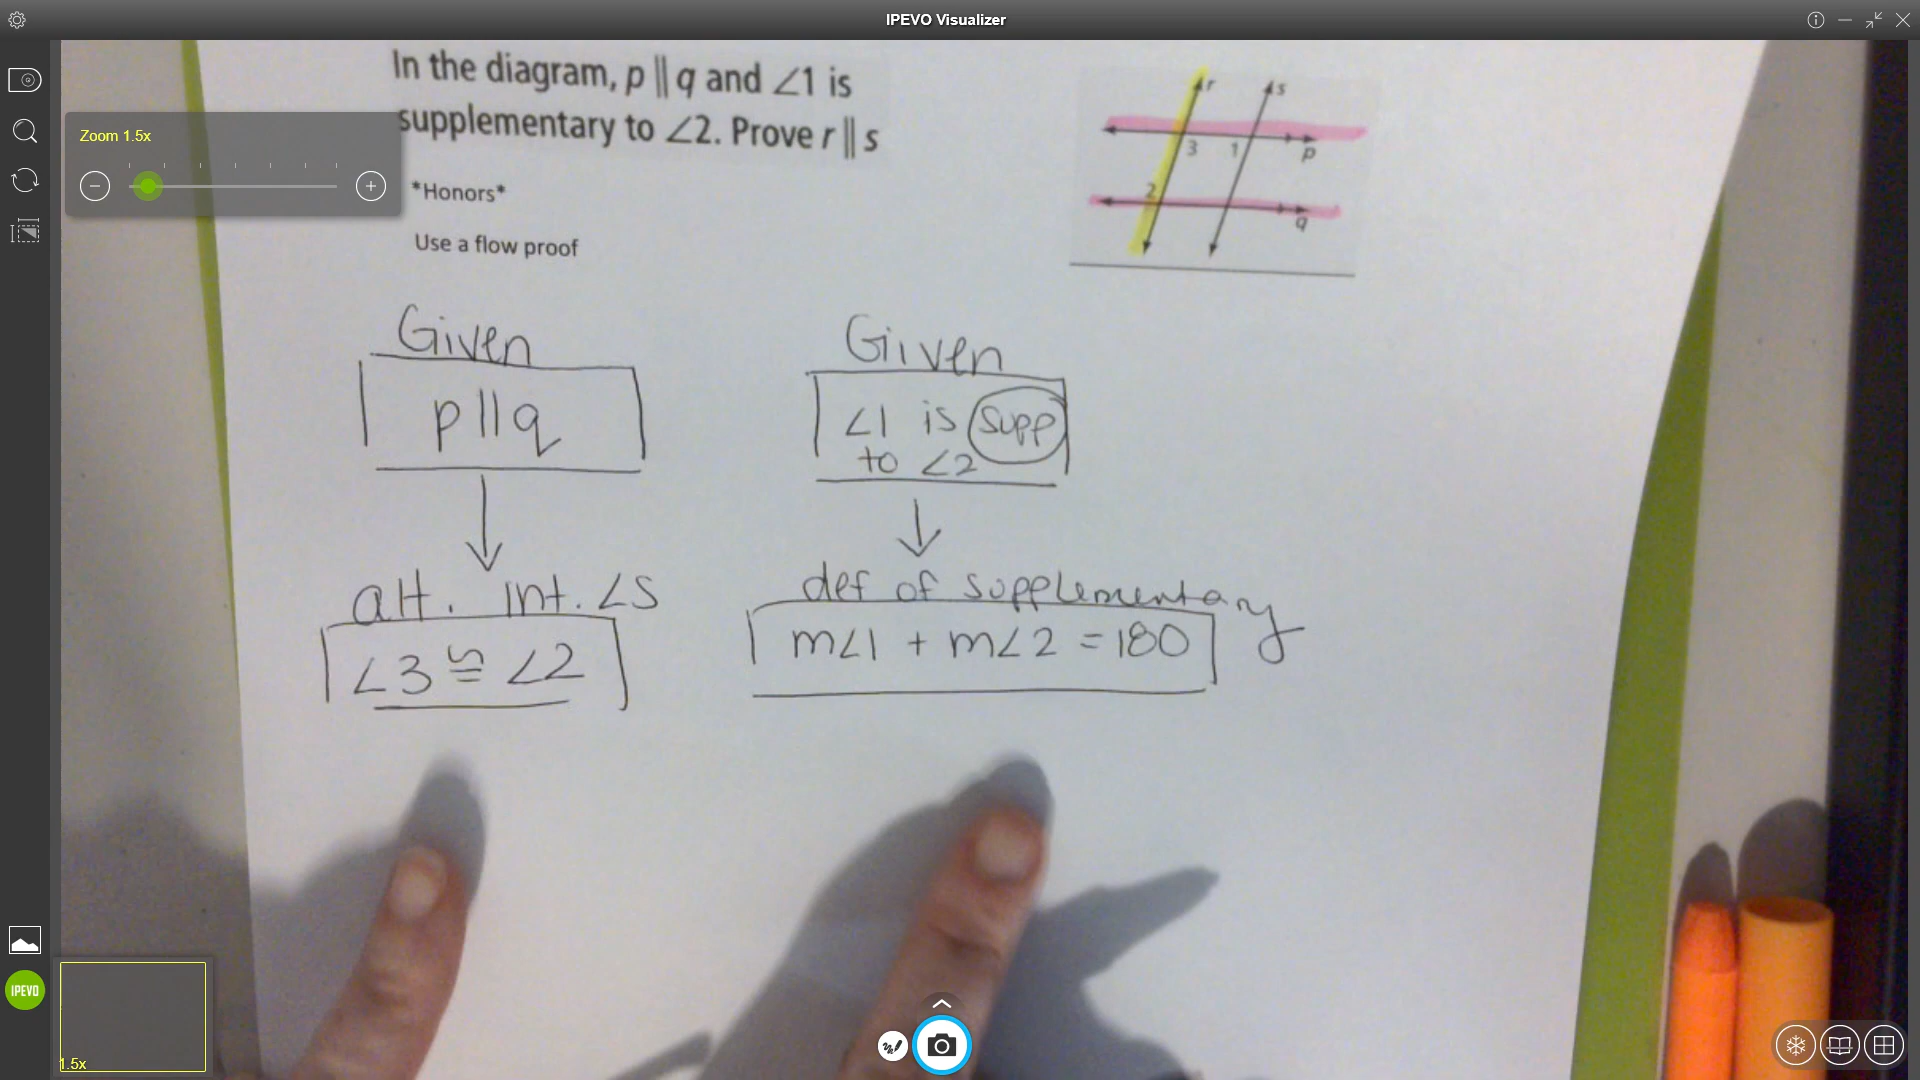 IPEVO Visualizer
In the diagram, p ∥ q and ∠1 is
supplementary to ∠2. Prove r ∥ s
Zoom 1.5x
*Honors*
Use a flow proof
r
s
3
1
p
2
q
Given
p || q
Given
∠1 is supp
to ∠2
alt. int. ∠s
∠3 ≅ ∠2
def of supplementary
m∠1 + m∠2 = 180
IPEVO
1.5x